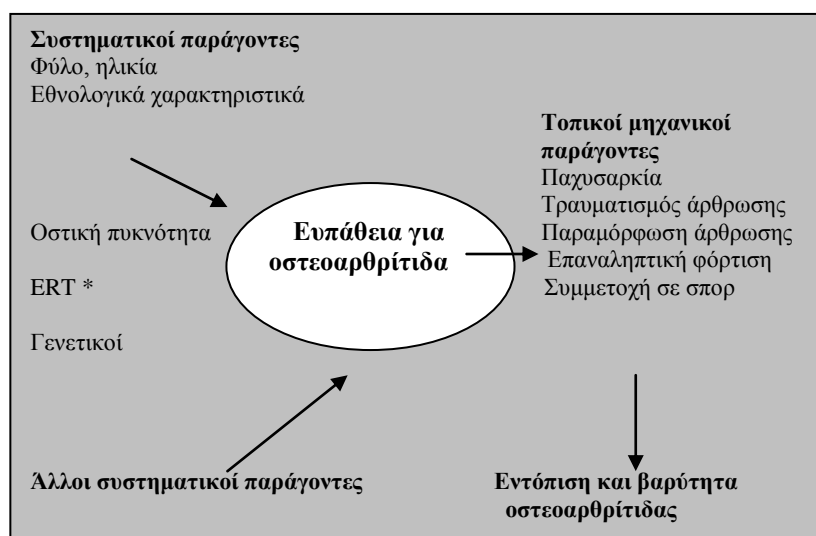 Συστηματικοί παράγοντες
Φύλο, ηλικία
Εθνολογικά χαρακτηριστικά
Οστική πυκνότητα
ERT *
Γενετικοί
Άλλοι συστηματικοί παράγοντες
Ευπάθεια για
οστεοαρθρίτιδα
Τοπικοί μηχανικοί
παράγοντες
Παχυσαρκία
Τραυματισμός άρθρωσης
Παραμόρφωση άρθρωσης
Επαναληπτική φόρτιση
Συμμετοχή σε σπορ
Εντόπιση και βαρύτητα
οστεοαρθρίτιδας